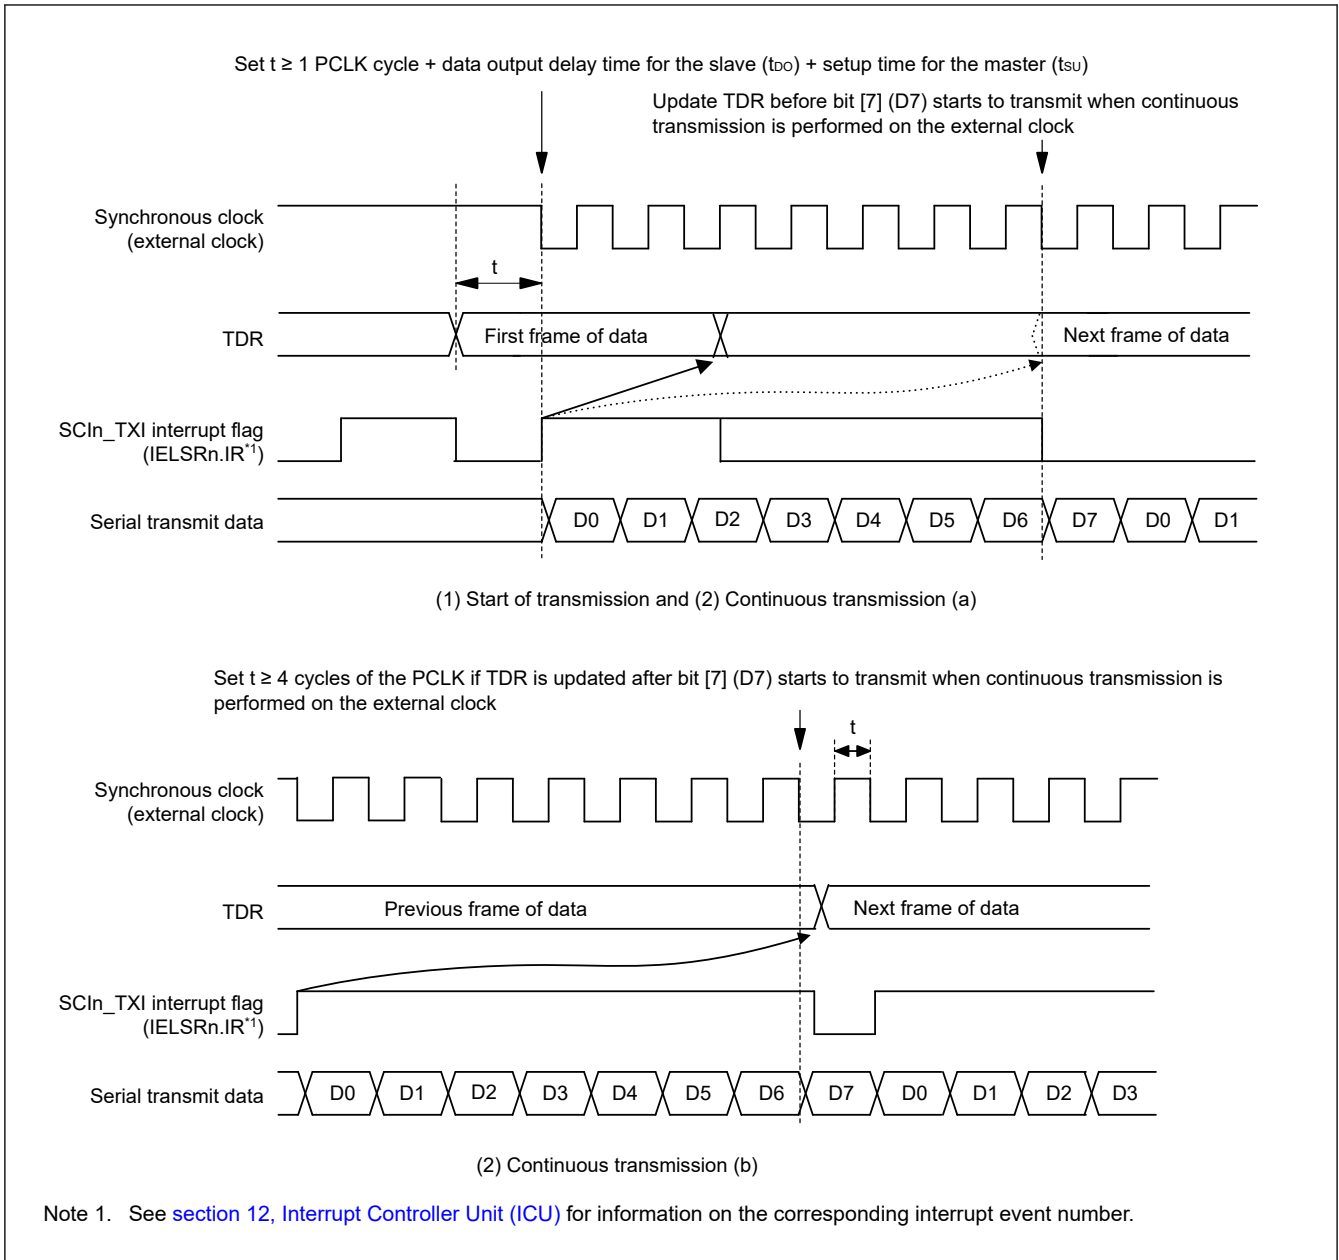 Set t ≥ 1 PCLK cycle + data output delay time for the slave (tDO) + setup time for the master (tSU)
Update TDR before bit [7] (D7) starts to transmit when continuous
transmission is performed on the external clock
Synchronous clock
(external clock)
t
TDR
First frame of data
Next frame of data
SCIn_TXI interrupt flag
(IELSRn.IR*1)
Serial transmit data
D0 D1 D2 D3 D4 D5 D6 D7 D0 D1
(1) Start of transmission and (2) Continuous transmission (a)
Set t ≥ 4 cycles of the PCLK if TDR is updated after bit [7] (D7) starts to transmit when continuous transmission is
performed on the external clock
t
Synchronous clock
(external clock)
TDR
Previous frame of data
Next frame of data
SCIn_TXI interrupt flag
(IELSRn.IR*1)
Serial transmit data
D0 D1 D2 D3 D4 D5 D6 D7 D0 D1 D2 D3
(2) Continuous transmission (b)
Note 1. See section 12, Interrupt Controller Unit (ICU) for information on the corresponding interrupt event number.